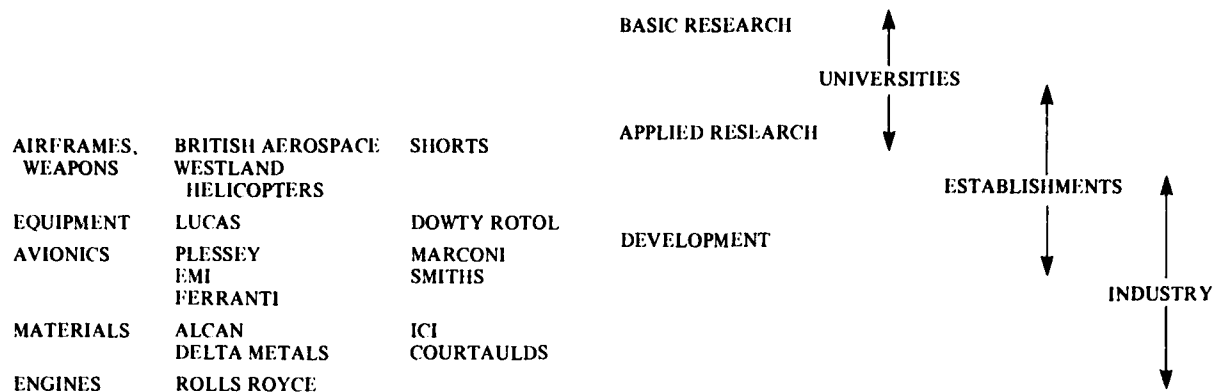 AIRFRAMES, BRITISH AEROSPACE SHORTS
WEAPONS WESTLAND
HELICOPTERS
EQUIPMENT LUCAS DOWTY ROTOL
AVIONICS PLESSEY MARCONI
EMI SMITHS
FERRANTI
MATERIALS ALCAN ICI
DELTA METALS COURTAULDS
ENGINES ROLLS ROYCE
BASIC RESEARCH
UNIVERSITIES
APPLIED RESEARCH
ESTABLISHMENTS
DEVELOPMENT
INDUSTRY